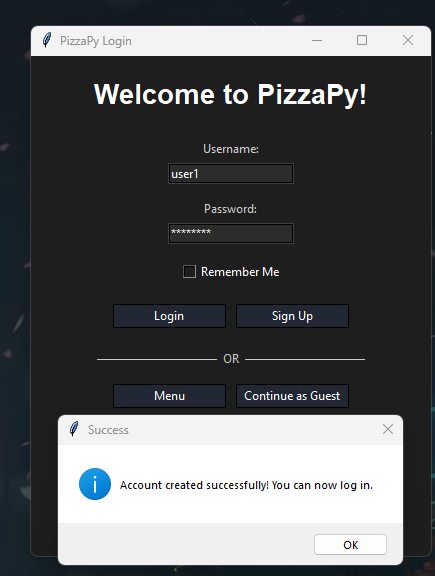 PizzaPy Login
Welcome to PizzaPy!
Username:
user1
Password:
********
Remember Me
Login Sign Up
OR
Menu Continue as Guest
Success
Account created successfully! You can now log in.
OK